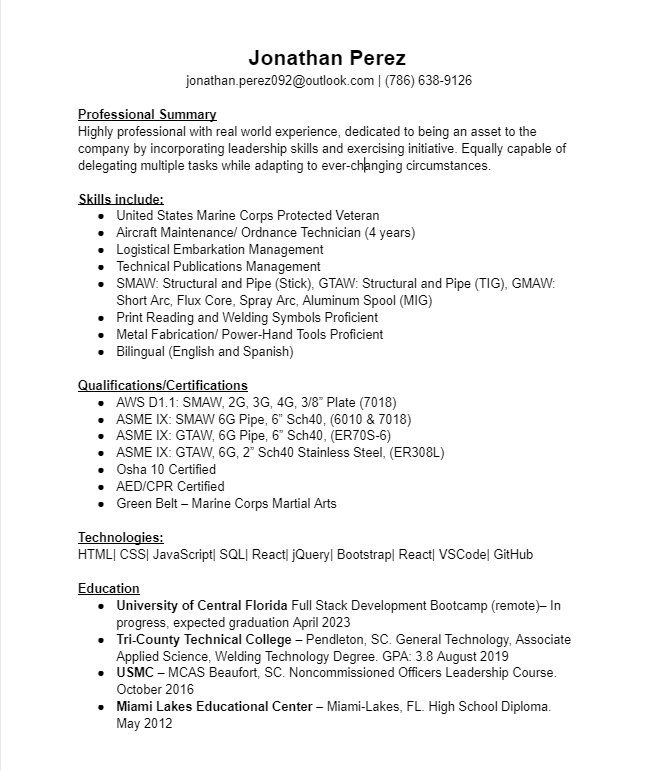 Jonathan Perez
jonathan.perez092@outlook.com | (786) 638-9126
Professional Summary
Highly professional with real world experience, dedicated to being an asset to the
company by incorporating leadership skills and exercising initiative. Equally capable of
delegating multiple tasks while adapting to ever-changing circumstances.
Skills include:
● United States Marine Corps Protected Veteran
● Aircraft Maintenance/ Ordnance Technician (4 years)
● Logistical Embarkation Management
● Technical Publications Management
● SMAW: Structural and Pipe (Stick), GTAW: Structural and Pipe (TIG), GMAW:
Short Arc, Flux Core, Spray Arc, Aluminum Spool (MIG)
● Print Reading and Welding Symbols Proficient
● Metal Fabrication/ Power-Hand Tools Proficient
● Bilingual (English and Spanish)
Qualifications/Certifications
● AWS D1.1: SMAW, 2G, 3G, 4G, 3/8” Plate (7018)
● ASME IX: SMAW 6G Pipe, 6” Sch40, (6010 & 7018)
● ASME IX: GTAW, 6G Pipe, 6” Sch40, (ER70S-6)
● ASME IX: GTAW, 6G, 2” Sch40 Stainless Steel, (ER308L)
● Osha 10 Certified
● AED/CPR Certified
● Green Belt – Marine Corps Martial Arts
Technologies:
HTML| CSS| JavaScript| SQL| React| jQuery| Bootstrap| React| VSCode| GitHub
Education
● University of Central Florida Full Stack Development Bootcamp (remote)– In
progress, expected graduation April 2023
● Tri-County Technical College – Pendleton, SC. General Technology, Associate
Applied Science, Welding Technology Degree. GPA: 3.8 August 2019
● USMC – MCAS Beaufort, SC. Noncommissioned Officers Leadership Course.
October 2016
● Miami Lakes Educational Center – Miami-Lakes, FL. High School Diploma.
May 2012